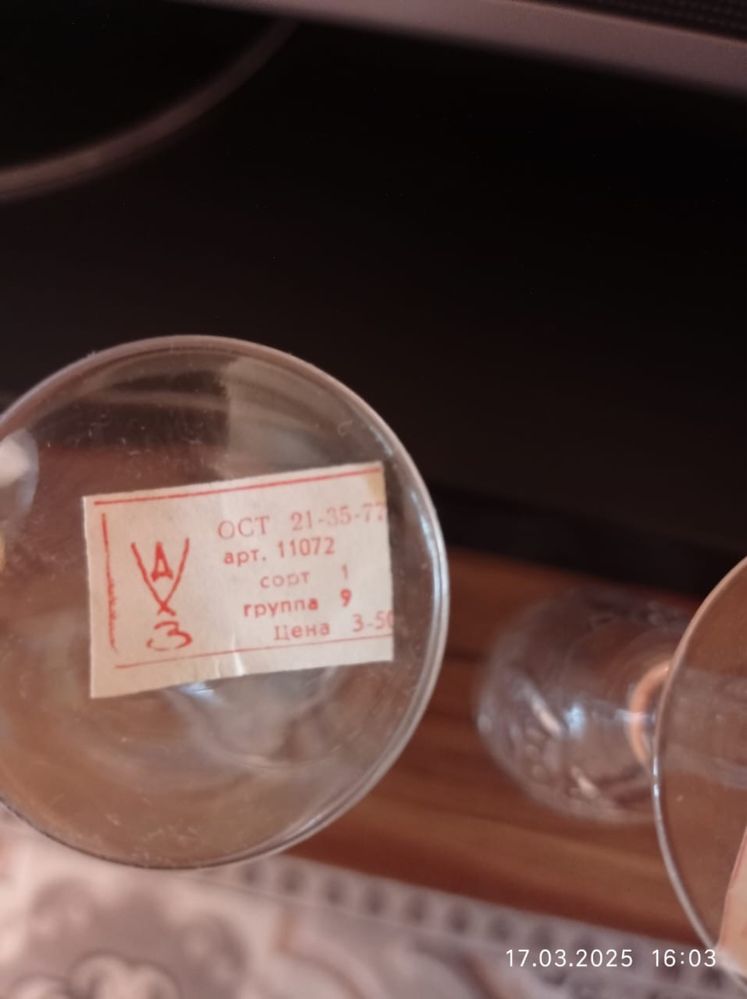 ОСТ 21-35-77
арт. 11072
сорт 1
группа 9
Цена 3-50
17.03.2025 16:03